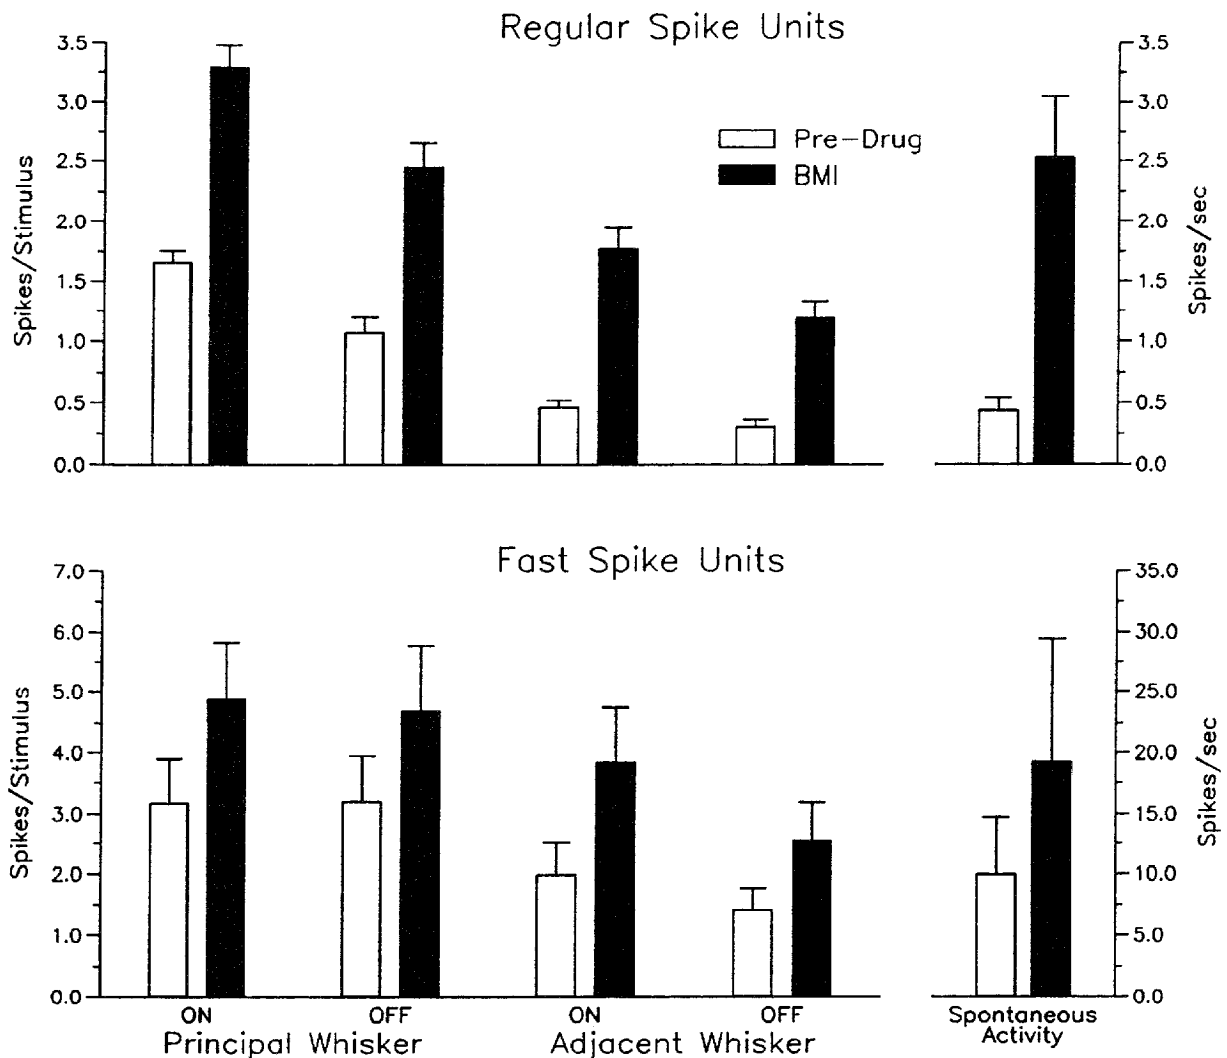 Regular Spike Units
3.5
3.0
2.5
2.0
1.5
1.0
0.5
0.0
Spikes/Stimulus
Pre-Drug
BMI
3.5
3.0
2.5
2.0
1.5
1.0
0.5
0.0
Spikes/sec
Fast Spike Units
7.0
6.0
5.0
4.0
3.0
2.0
1.0
0.0
Spikes/Stimulus
35.0
30.0
25.0
20.0
15.0
10.0
5.0
0.0
Spikes/sec
ON OFF ON OFF
Principal Whisker Adjacent Whisker
Spontaneous
Activity